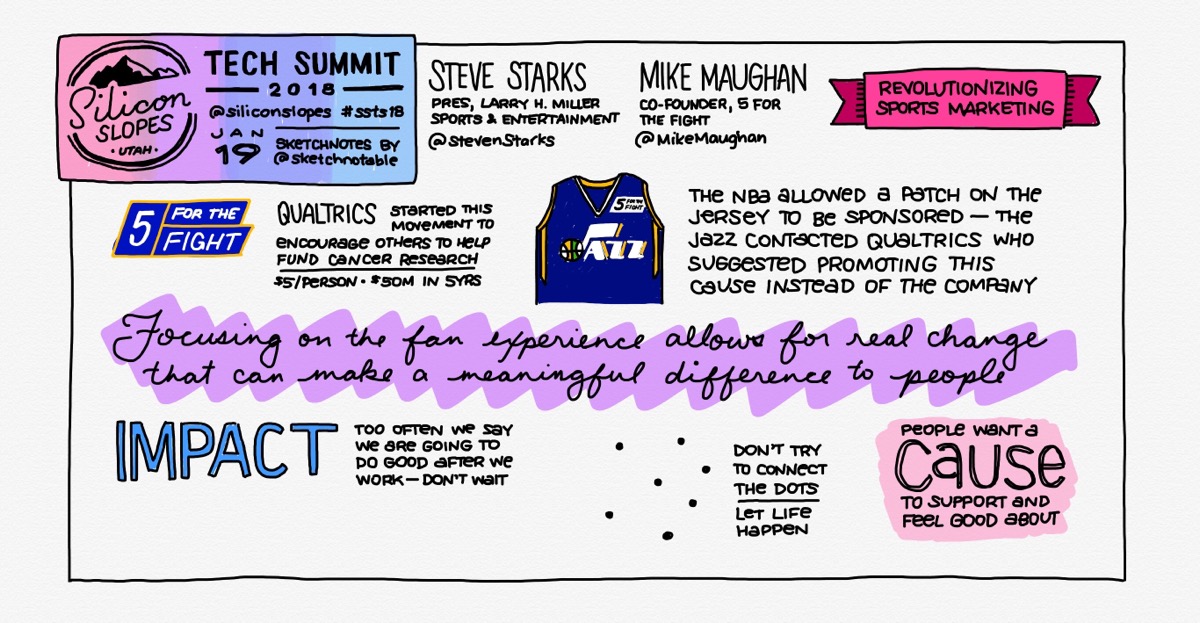 Silicon
SLOPES
• UTAH •
TECH SUMMIT
2018
@siliconslopes #ssts18
JAN
19
SKETCHNOTES BY
@sketchnotable
STEVE STARKS
PRES, LARRY H. MILLER
SPORTS & ENTERTAINMENT
@StevenStarks
MIKE MAUGHAN
CO-FOUNDER, 5 FOR
THE FIGHT
@MikeMaughan
REVOLUTIONIZING
SPORTS MARKETING
5 FOR THE
FIGHT
QUALTRICS STARTED THIS
MOVEMENT TO
ENCOURAGE OTHERS TO HELP
FUND CANCER RESEARCH
$5/PERSON • $50M IN 5YRS
5 FOR THE
FIGHT
JAZZ
THE NBA ALLOWED A PATCH ON THE
JERSEY TO BE SPONSORED — THE
JAZZ CONTACTED QUALTRICS WHO
SUGGESTED PROMOTING THIS
CAUSE INSTEAD OF THE COMPANY
Focusing on the fan experience allows for real change
that can make a meaningful difference to people
IMPACT
TOO OFTEN WE SAY
WE ARE GOING TO
DO GOOD AFTER WE
WORK — DON'T WAIT
DON'T TRY
TO CONNECT
THE DOTS
LET LIFE
HAPPEN
PEOPLE WANT A
CAUSE
TO SUPPORT AND
FEEL GOOD ABOUT